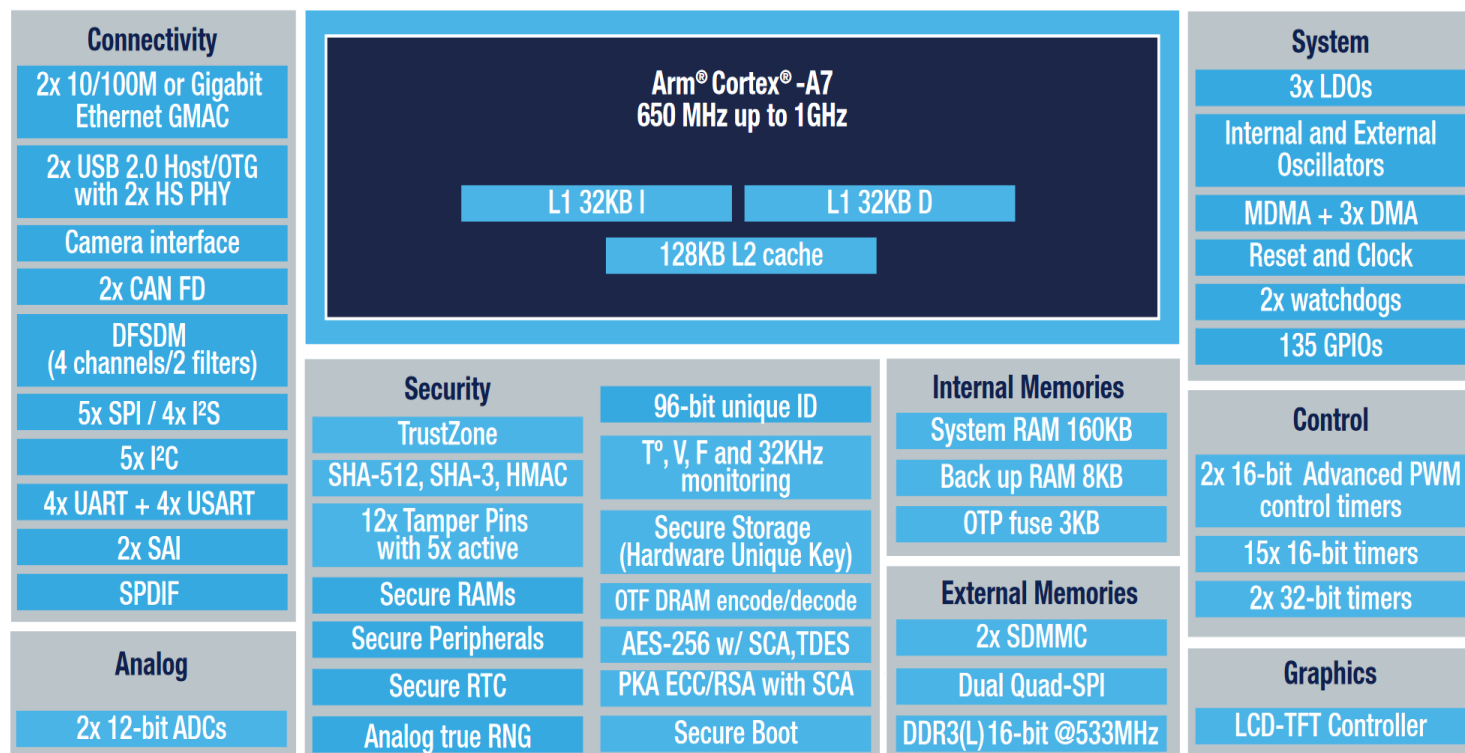 Connectivity
2x 10/100M or Gigabit
Ethernet GMAC
2x USB 2.0 Host/OTG
with 2x HS PHY
Camera interface
2x CAN FD
DFSDM
(4 channels/2 filters)
5x SPI / 4x I²S
5x I²C
4x UART + 4x USART
2x SAI
SPDIF
Analog
2x 12-bit ADCs
Arm® Cortex® -A7
650 MHz up to 1GHz
L1 32KB I
L1 32KB D
128KB L2 cache
Security
TrustZone
SHA-512, SHA-3, HMAC
12x Tamper Pins
with 5x active
Secure RAMs
Secure Peripherals
Secure RTC
Analog true RNG
96-bit unique ID
Tº, V, F and 32KHz
monitoring
Secure Storage
(Hardware Unique Key)
OTF DRAM encode/decode
AES-256 w/ SCA,TDES
PKA ECC/RSA with SCA
Secure Boot
Internal Memories
System RAM 160KB
Back up RAM 8KB
OTP fuse 3KB
External Memories
2x SDMMC
Dual Quad-SPI
DDR3(L) 16-bit @533MHz
System
3x LDOs
Internal and External
Oscillators
MDMA + 3x DMA
Reset and Clock
2x watchdogs
135 GPIOs
Control
2x 16-bit Advanced PWM
control timers
15x 16-bit timers
2x 32-bit timers
Graphics
LCD-TFT Controller